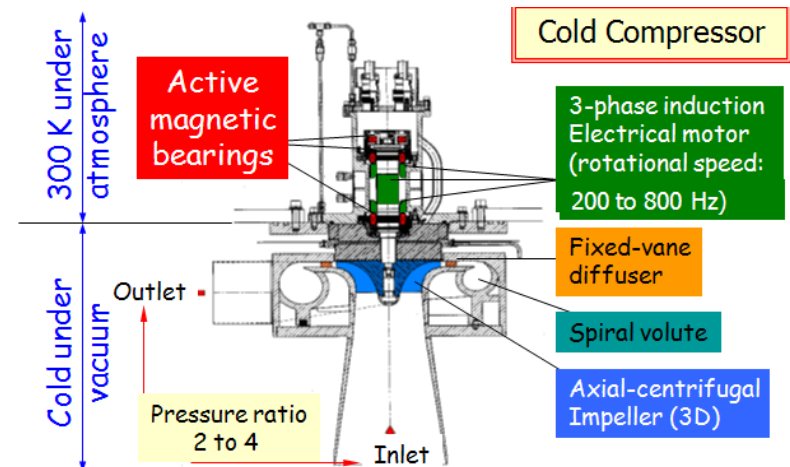 Cold Compressor
300 K under
atmosphere
Active
magnetic
bearings
3-phase induction
Electrical motor
(rotational speed:
200 to 800 Hz)
Fixed-vane
diffuser
Outlet
Spiral volute
Cold under
vacuum
Axial-centrifugal
Impeller (3D)
Pressure ratio
2 to 4
Inlet